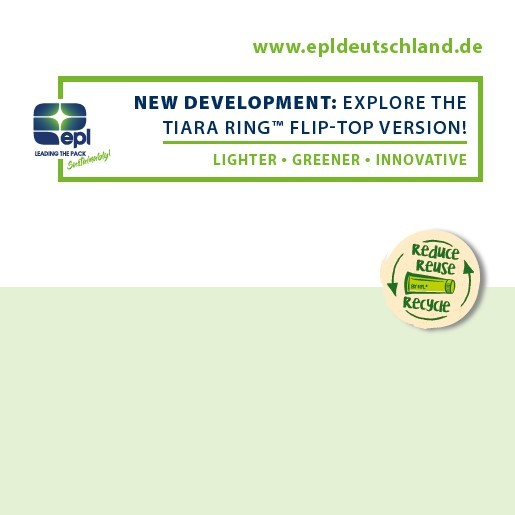 www.epldeutschland.de
NEW DEVELOPMENT: EXPLORE THE
TIARA RING™ FLIP-TOP VERSION!
LIGHTER • GREENER • INNOVATIVE
epl
LEADING THE PACK
Sustainably!
Reduce
Reuse
Recycle